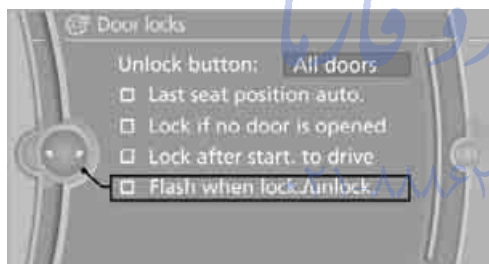 Door locks
Unlock button: All doors
Last seat position auto.
Lock if no door is opened
Lock after start. to drive
Flash when lock./unlock.